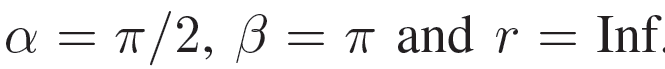 α = π/2, β = π and r = Inf.